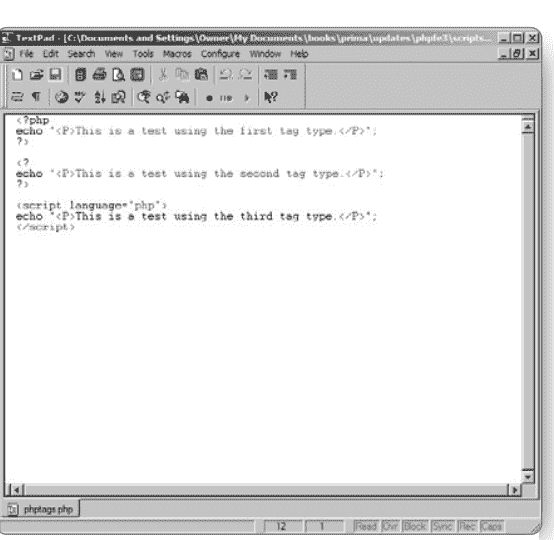 TextPad - [C:\Documents and Settings\Owner\My Documents\books\prima\updates\phpfe3\scripts...
File Edit Search View Tools Macros Configure Window Help
<?php
echo "<P>This is a test using the first tag type.</P>";
?>
<?
echo "<P>This is a test using the second tag type.</P>";
?>
<script language="php">
echo "<P>This is a test using the third tag type.</P>";
</script>
phptags.php
12 1 Read Ovr Block Sync Rec Caps